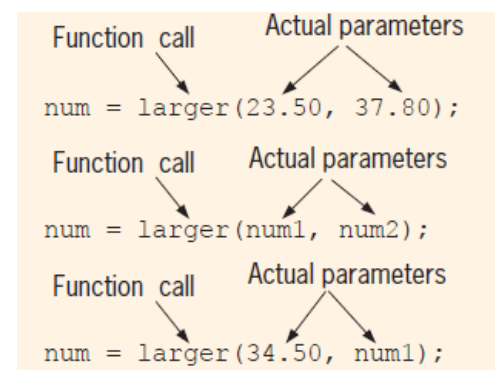 Function call Actual parameters
num = larger(23.50, 37.80);
Function call Actual parameters
num = larger(num1, num2);
Function call Actual parameters
num = larger(34.50, num1);